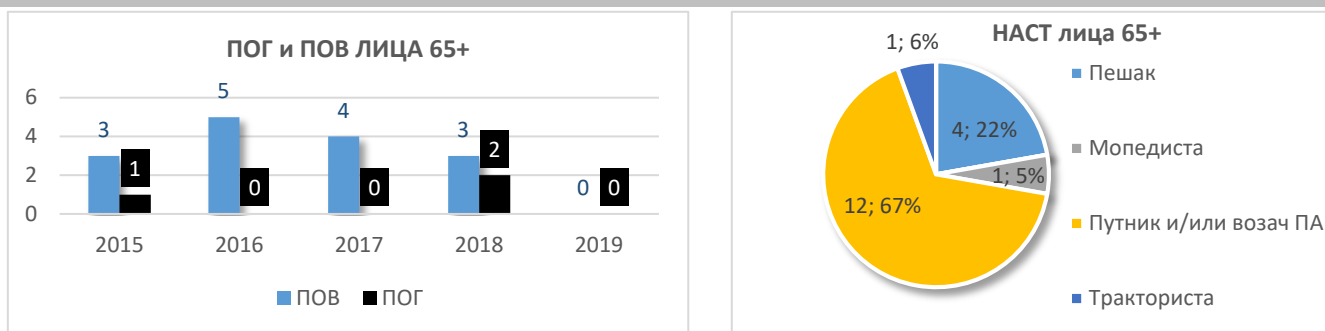 ПОГ и ПОВ ЛИЦА 65+
6
4
2
0
3
5
4
3
0
1
0
0
2
0
2015 2016 2017 2018 2019
ПОВ ПОГ
НАСТ лица 65+
1; 6%
4; 22%
1; 5%
12; 67%
Пешак
Мопедиста
Путник и/или возач ПА
Тракториста